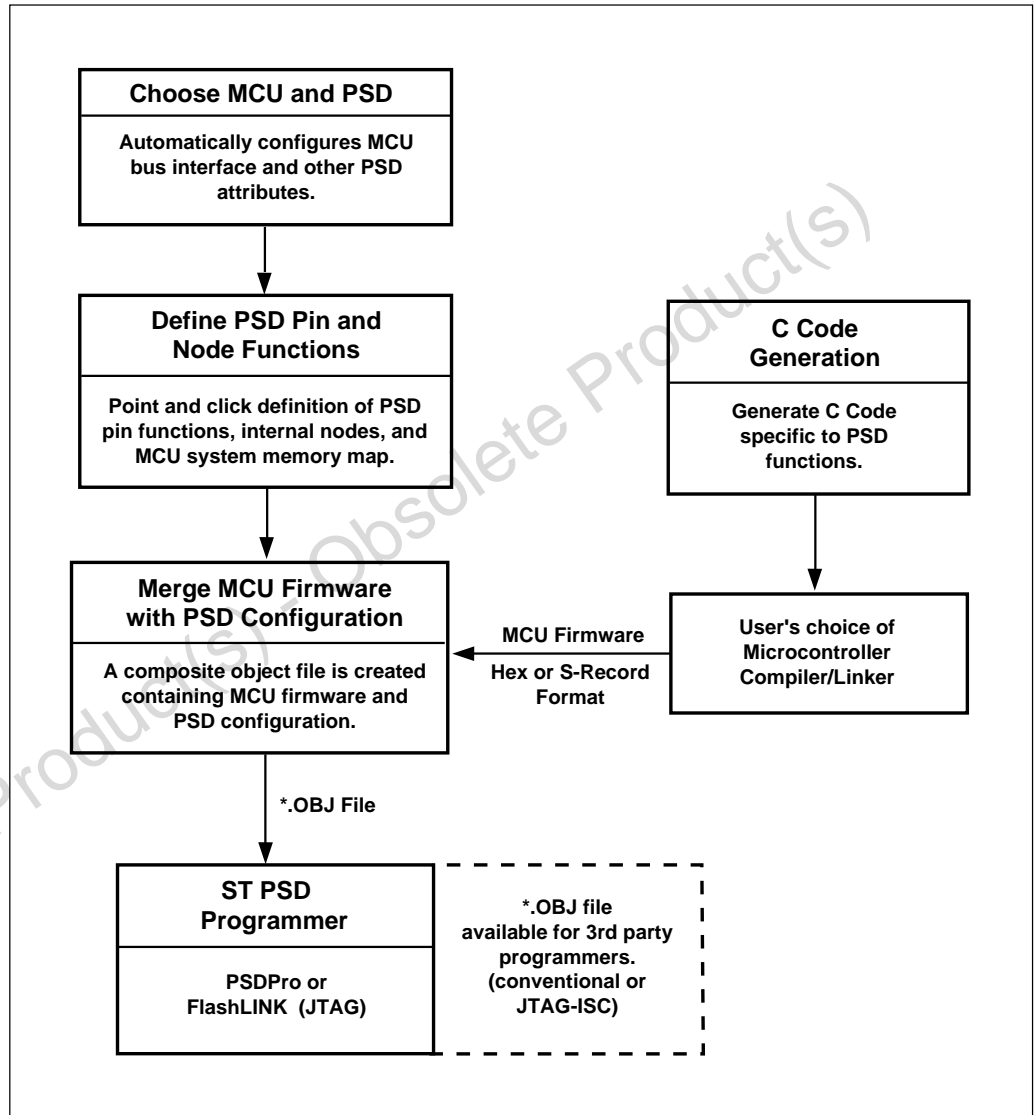 Choose MCU and PSD
Automatically configures MCU
bus interface and other PSD
attributes.
Define PSD Pin and
Node Functions
Point and click definition of PSD
pin functions, internal nodes, and
MCU system memory map.
C Code
Generation
Generate C Code
specific to PSD
functions.
Merge MCU Firmware
with PSD Configuration
A composite object file is created
containing MCU firmware and
PSD configuration.
MCU Firmware
Hex or S-Record
Format
User's choice of
Microcontroller
Compiler/Linker
*.OBJ File
ST PSD
Programmer
PSDPro or
FlashLINK (JTAG)
*.OBJ file
available for 3rd party
programmers.
(conventional or
JTAG-ISC)
Product(s) - Obsolete Product(s)